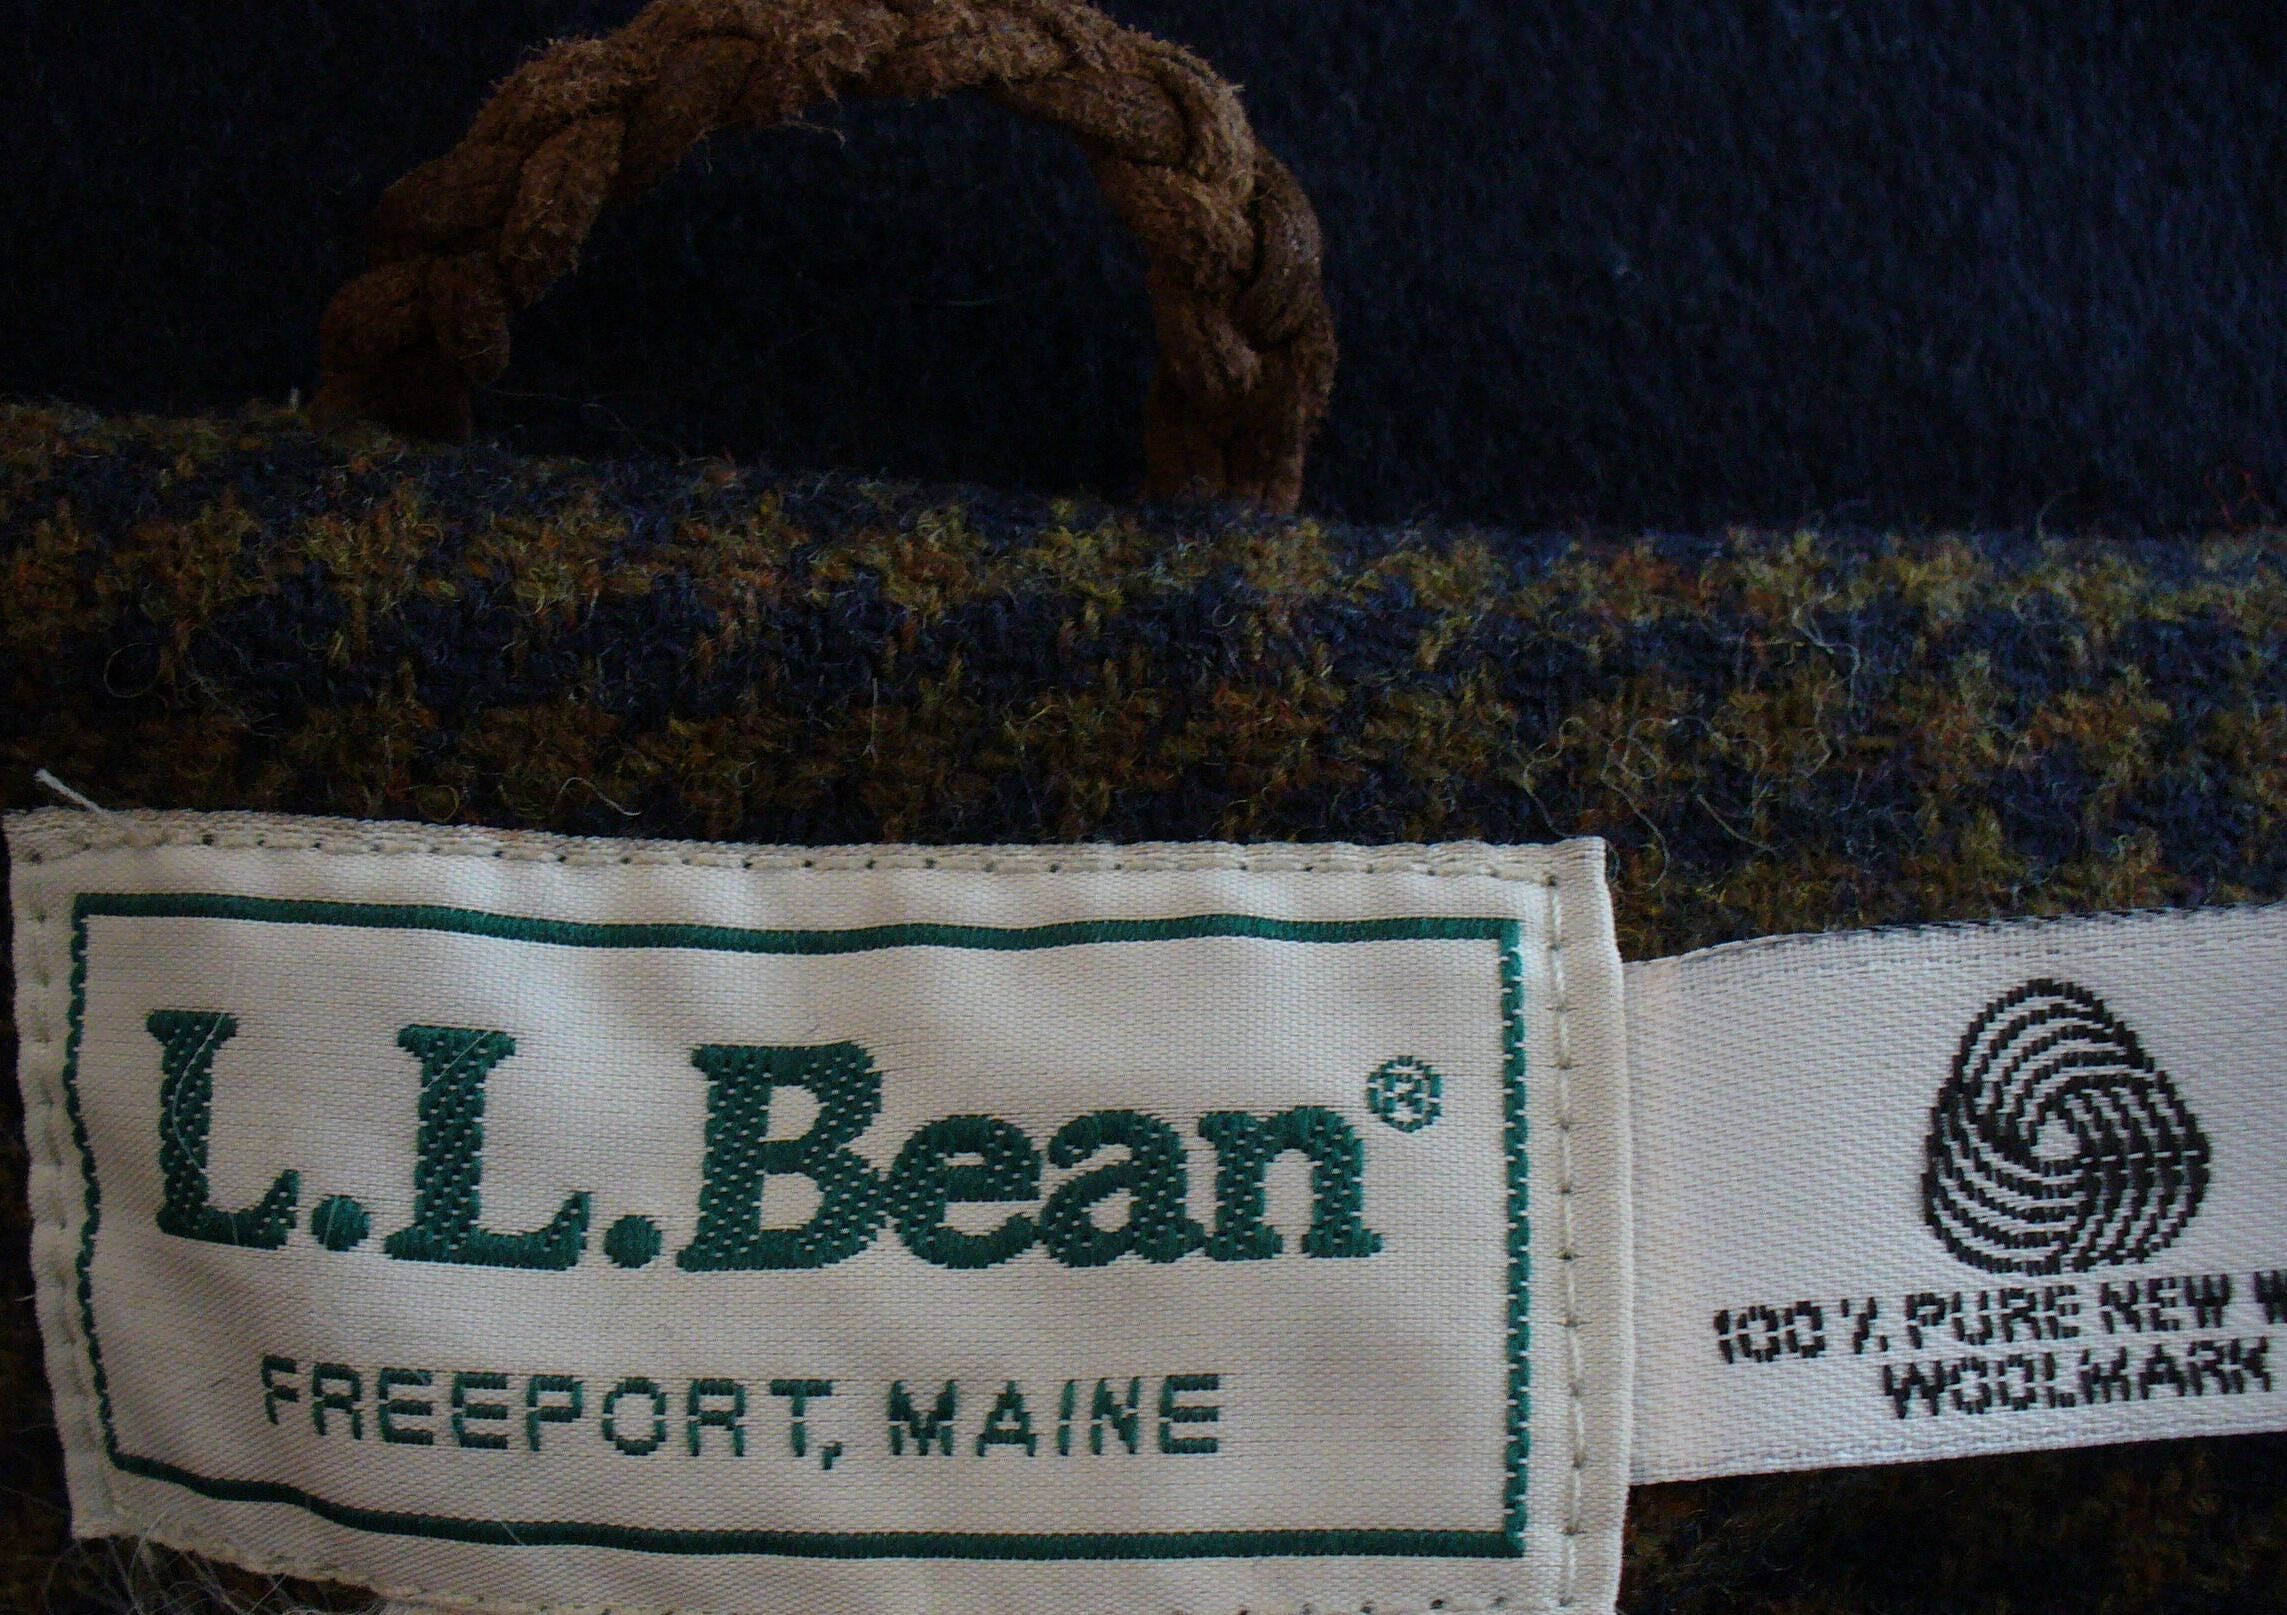 L.L.Bean®
FREEPORT, MAINE
100% PURE NEW W
WOOLMARK